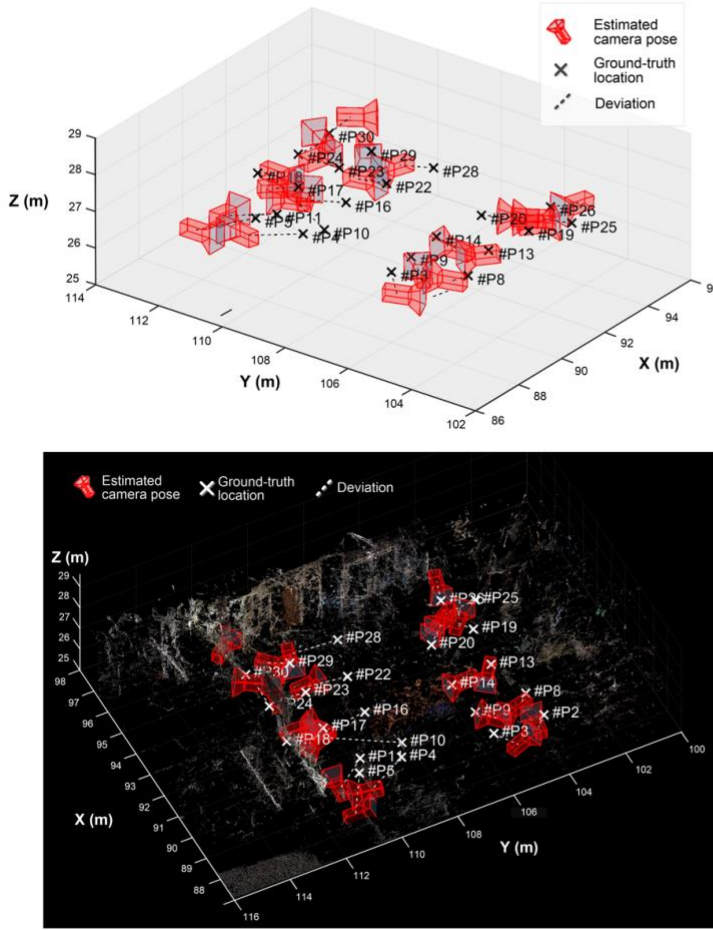 Estimated
camera pose
Ground-truth
location
Deviation
29
28
Z (m)
27
26
25
114
112
110
108
106
104
102
Y (m)
86
88
90
92
94
X (m)
#P30
#P24
#P29
#P23
#P28
#P22
#P18
#P17
#P16
#P11
#P5
#P4
#P10
#P26
#P20
#P25
#P19
#P14
#P13
#P9
#P3
#P8
Estimated
camera pose
Ground-truth
location
Deviation
Z (m)
29
28
27
26
25
98
97
96
95
94
93
92
91
90
89
88
X (m)
116
114
112
110
108
106
104
102
100
Y (m)
#P26
#P25
#P28
#P19
#P20
#P29
#P30
#P22
#P13
#P23
#P14
#P8
#P16
#P9
#P2
#P17
#P3
#P18
#P10
#P4